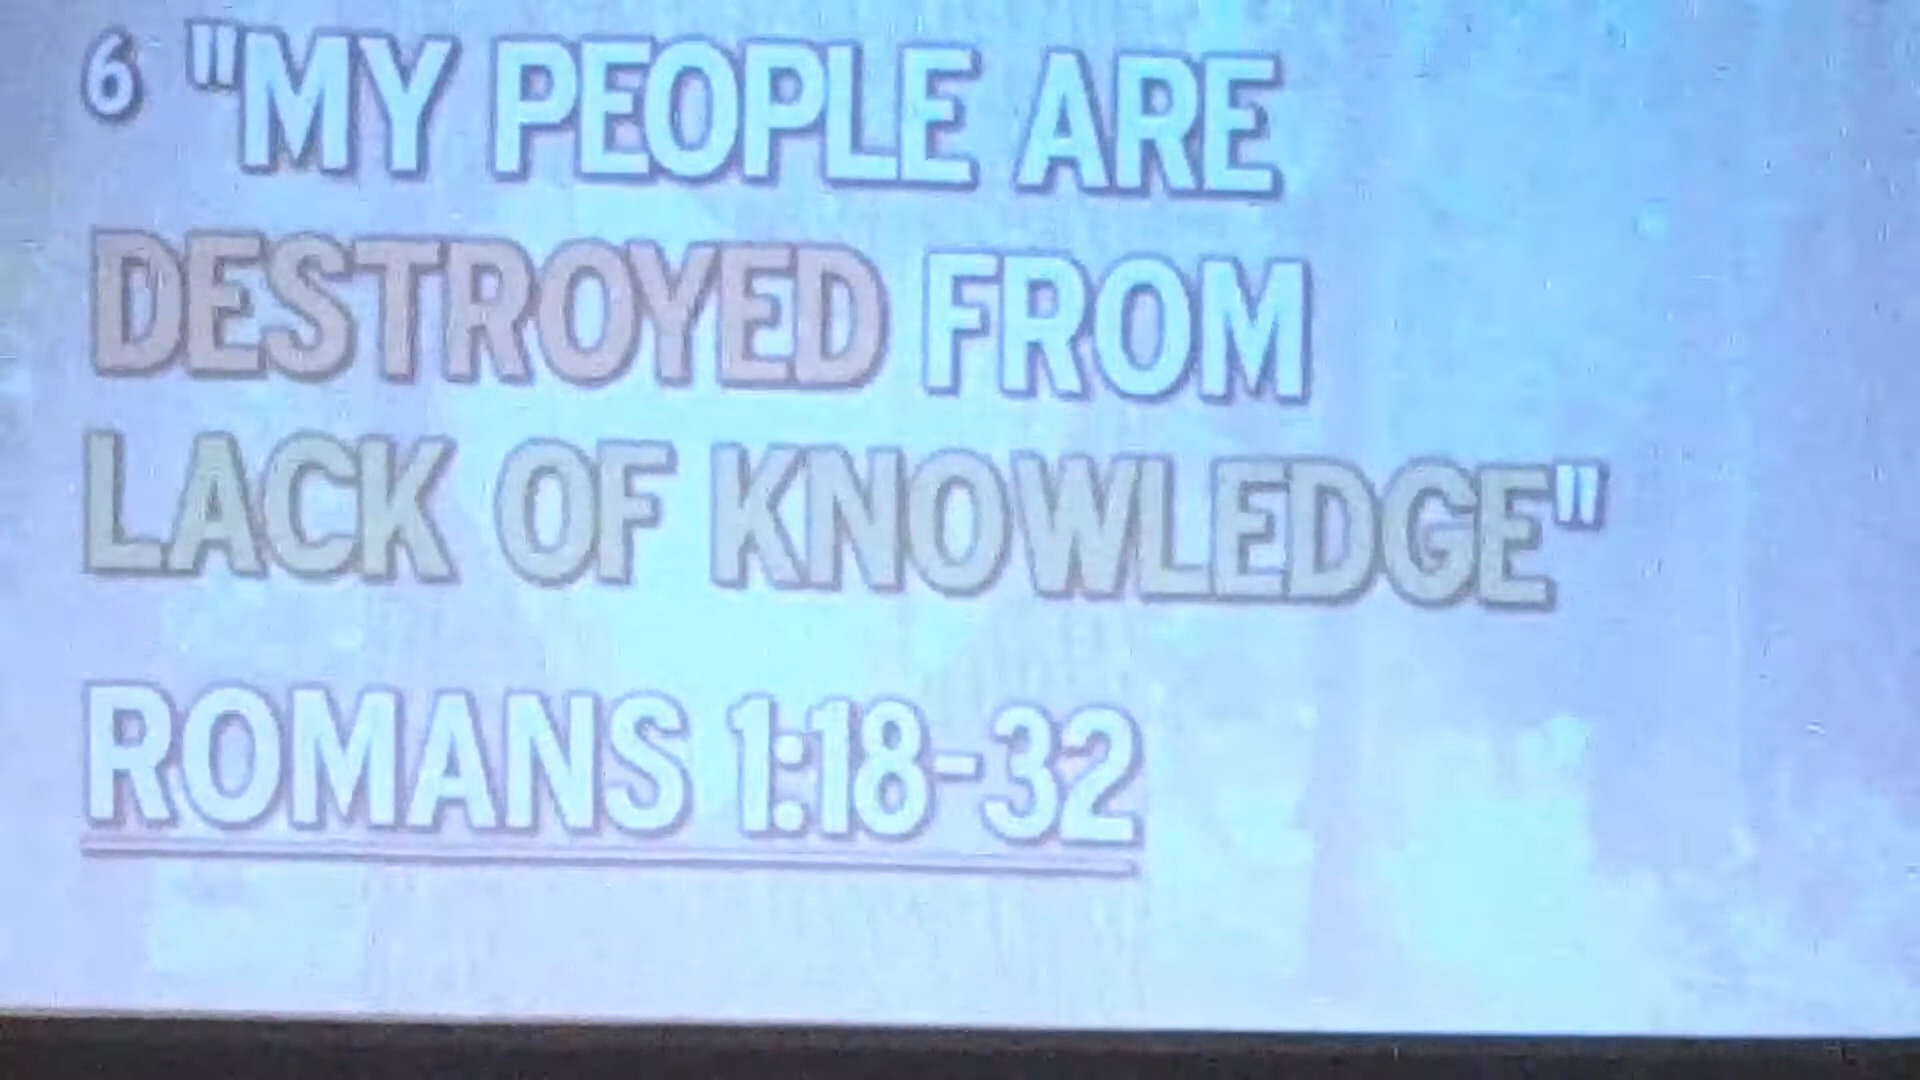 6 "MY PEOPLE ARE
DESTROYED FROM
LACK OF KNOWLEDGE"
ROMANS 1:18-32